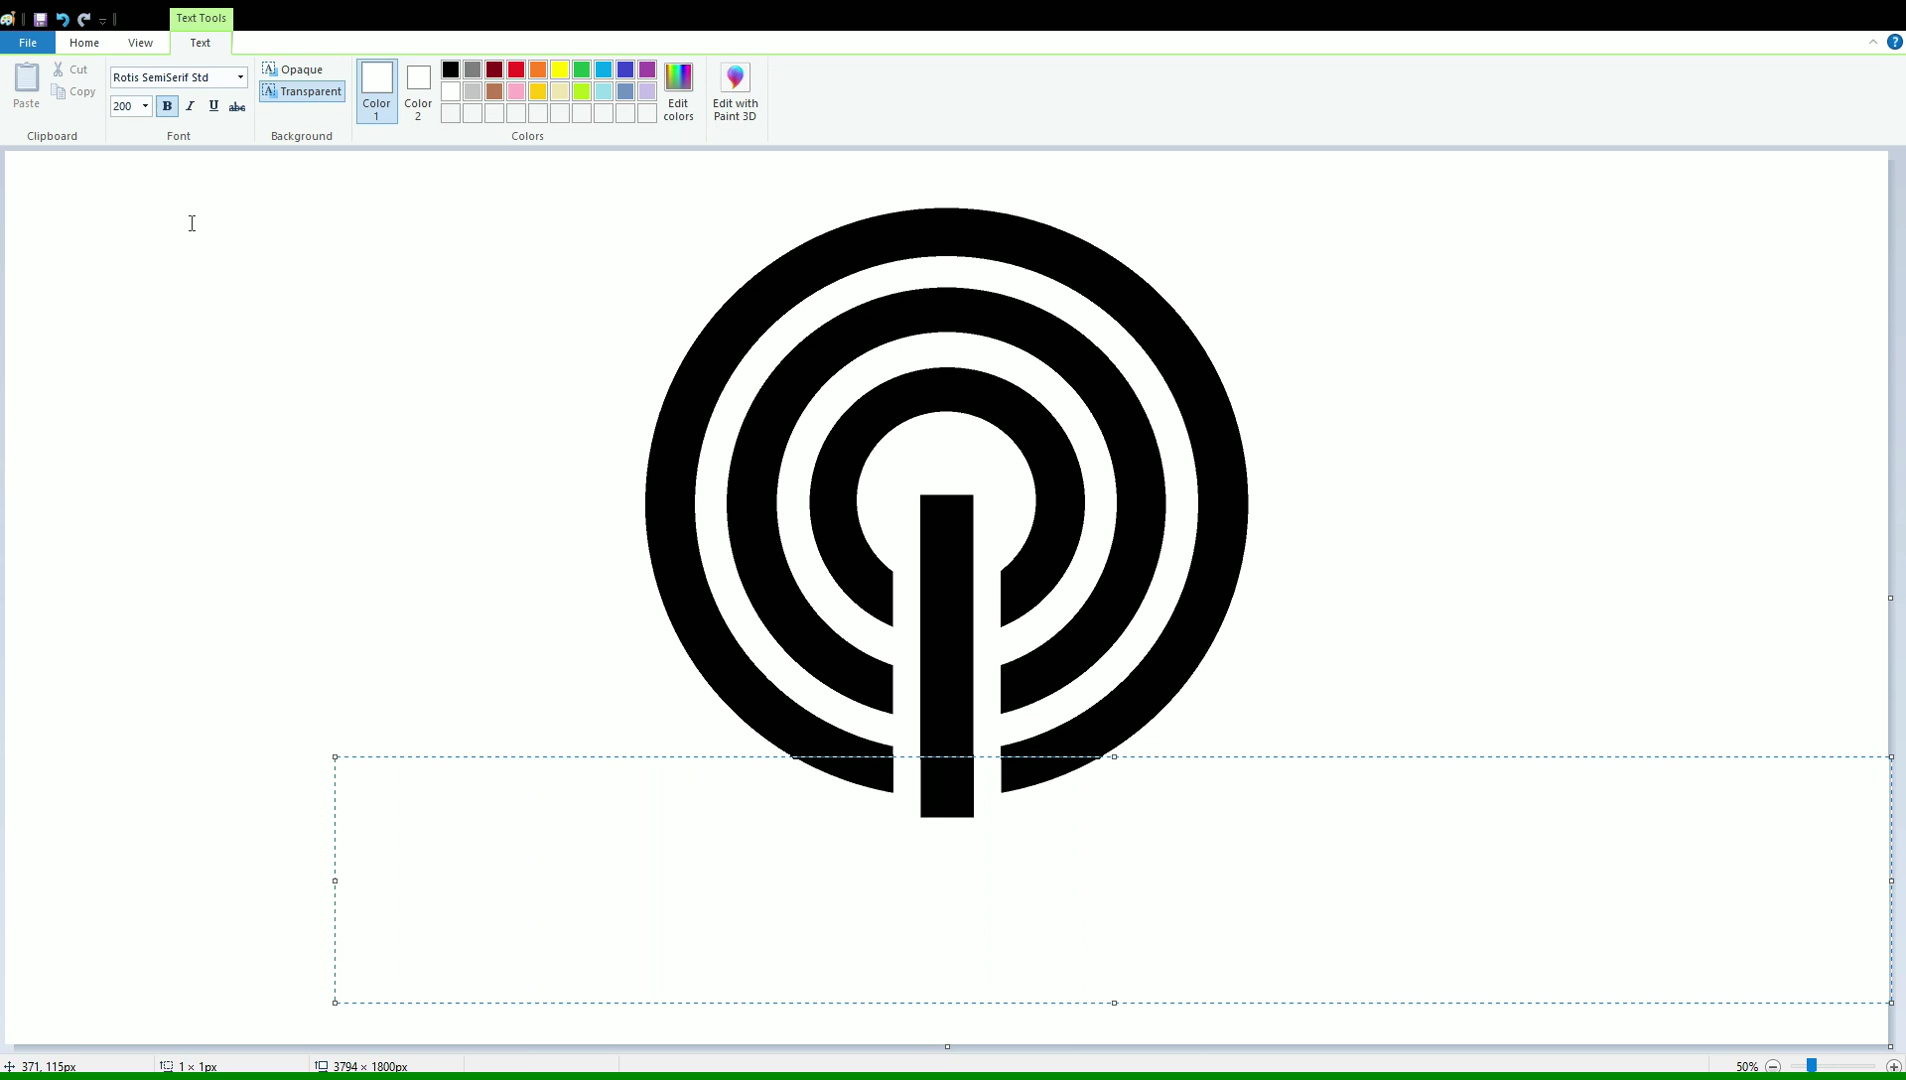 Text Tools
File
Home
View
Text
Paste
Cut
Copy
Clipboard
Rotis SemiSerif Std
200
B
I
U
abc
Font
Opaque
Transparent
Background
Color
1
Color
2
Colors
Edit
colors
Edit with
Paint 3D
371, 115px
1 × 1px
3794 × 1800px
50%